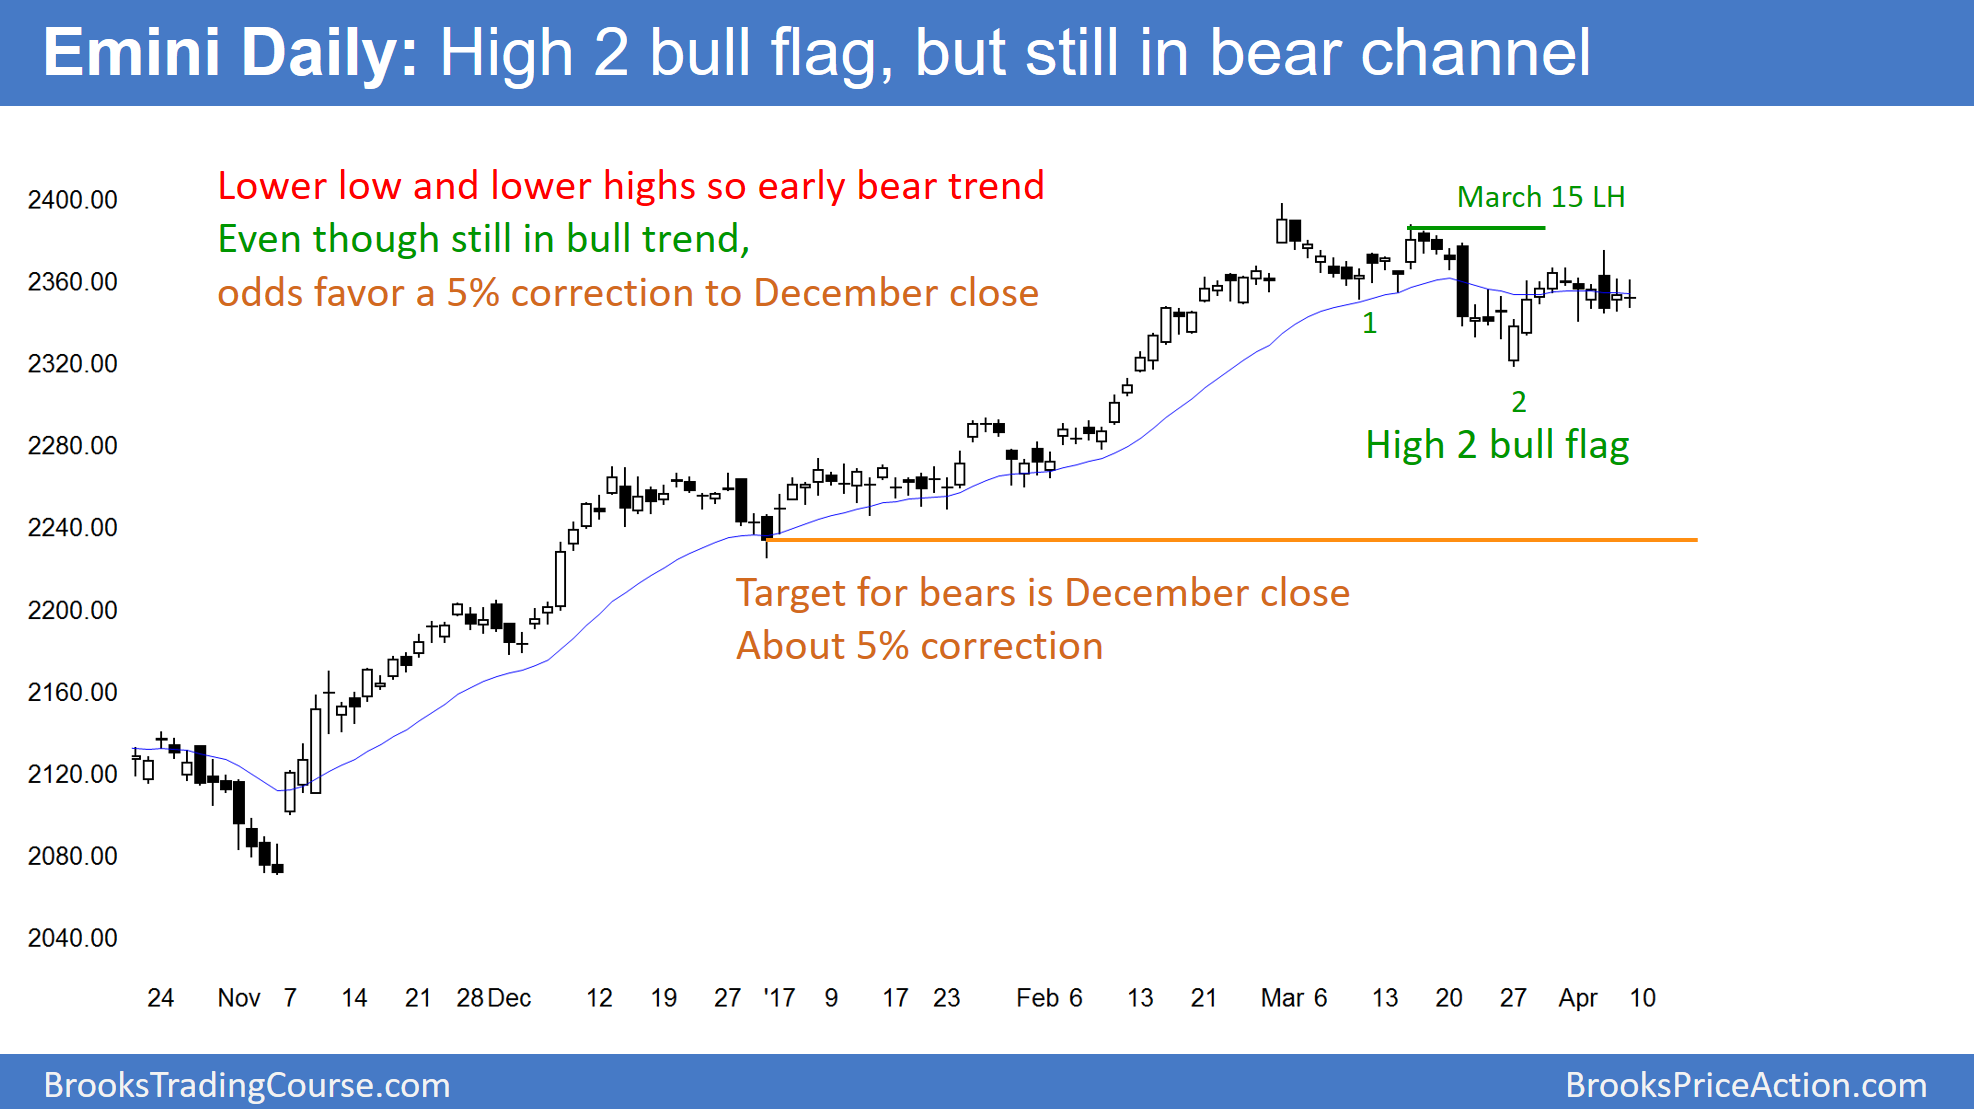 Emini Daily: High 2 bull flag, but still in bear channel
Lower low and lower highs so early bear trend
Even though still in bull trend,
odds favor a 5% correction to December close
March 15 LH
2400.00
2360.00
2320.00
2280.00
2240.00
2200.00
2160.00
2120.00
2080.00
2040.00
1
2
High 2 bull flag
Target for bears is December close
About 5% correction
24 Nov 7 14 21 28 Dec 12 19 27 '17 9 17 23 Feb 6 13 21 Mar 6 13 20 27 Apr 10
BrooksTradingCourse.com
BrooksPriceAction.com